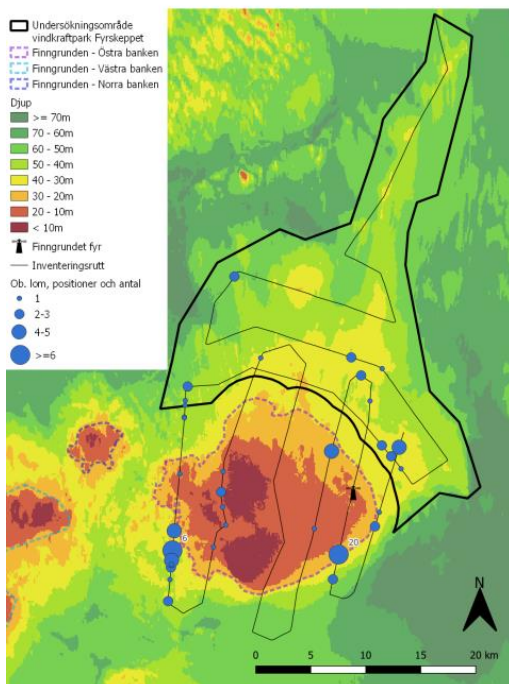 Undersökningsområde
vindkraftpark Fyrskeppet
Finngrunden - Östra banken
Finngrunden - Västra banken
Finngrunden - Norra banken
Djup
>= 70m
70 - 60m
60 - 50m
50 - 40m
40 - 30m
30 - 20m
20 - 10m
< 10m
Finngrundet fyr
Inventeringsrutt
Ob. lom, positioner och antal
1
2-3
4-5
>=6
6
20
N
0 5 10 15 20 km